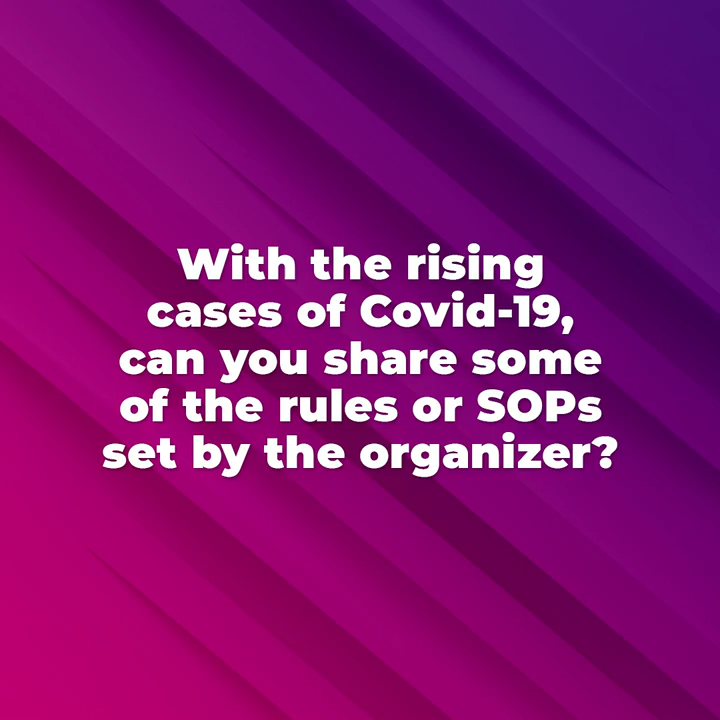 With the rising
cases of Covid-19,
can you share some
of the rules or SOPs
set by the organizer?